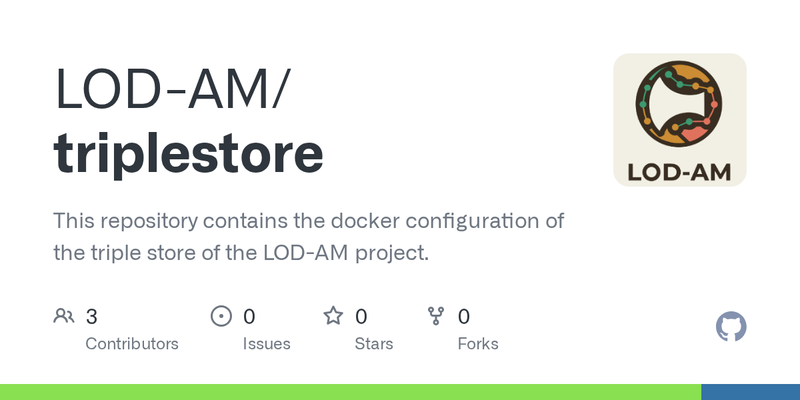 LOD-AM/
triplestore
LOD-AM
This repository contains the docker configuration of
the triple store of the LOD-AM project.
3
Contributors
0
Issues
0
Stars
0
Forks